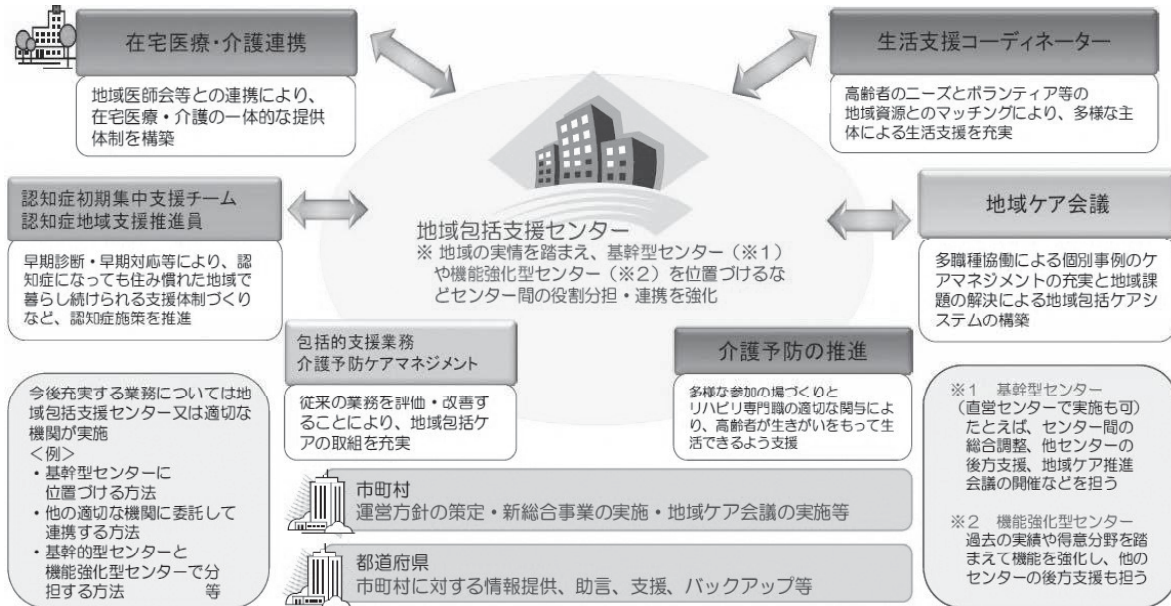 在宅医療・介護連携
地域医師会等との連携により、
在宅医療・介護の一体的な提供
体制を構築
生活支援コーディネーター
高齢者のニーズとボランティア等の
地域資源とのマッチングにより、多様な主
体による生活支援を充実
認知症初期集中支援チーム
認知症地域支援推進員
早期診断・早期対応等により、認
知症になっても住み慣れた地域で
暮らし続けられる支援体制づくり
など、認知症施策を推進
地域包括支援センター
※ 地域の実情を踏まえ、基幹型センター（※１）
や機能強化型センター（※２）を位置づけるな
どセンター間の役割分担・連携を強化
地域ケア会議
多職種協働による個別事例のケ
アマネジメントの充実と地域課
題の解決による地域包括ケアシ
ステムの構築
包括的支援業務
介護予防ケアマネジメント
従来の業務を評価・改善す
ることにより、地域包括ケ
アの取組を充実
介護予防の推進
多様な参加の場づくりと
リハビリ専門職の適切な関与によ
り、高齢者が生きがいをもって生
活できるよう支援
今後充実する業務については地
域包括支援センター又は適切な
機関が実施
＜例＞
・基幹型センターに
位置づける方法
・他の適切な機関に委託して
連携する方法
・基幹的型センターと
機能強化型センターで分
担する方法　　　等
※１　基幹型センター
（直営センターで実施も可）
たとえば、センター間の
総合調整、他センターの
後方支援、地域ケア推進
会議の開催などを担う
※２　機能強化型センター
過去の実績や得意分野を踏
まえて機能を強化し、他の
センターの後方支援も担う
市町村
運営方針の策定・新総合事業の実施・地域ケア会議の実施等
都道府県
市町村に対する情報提供、助言、支援、バックアップ等